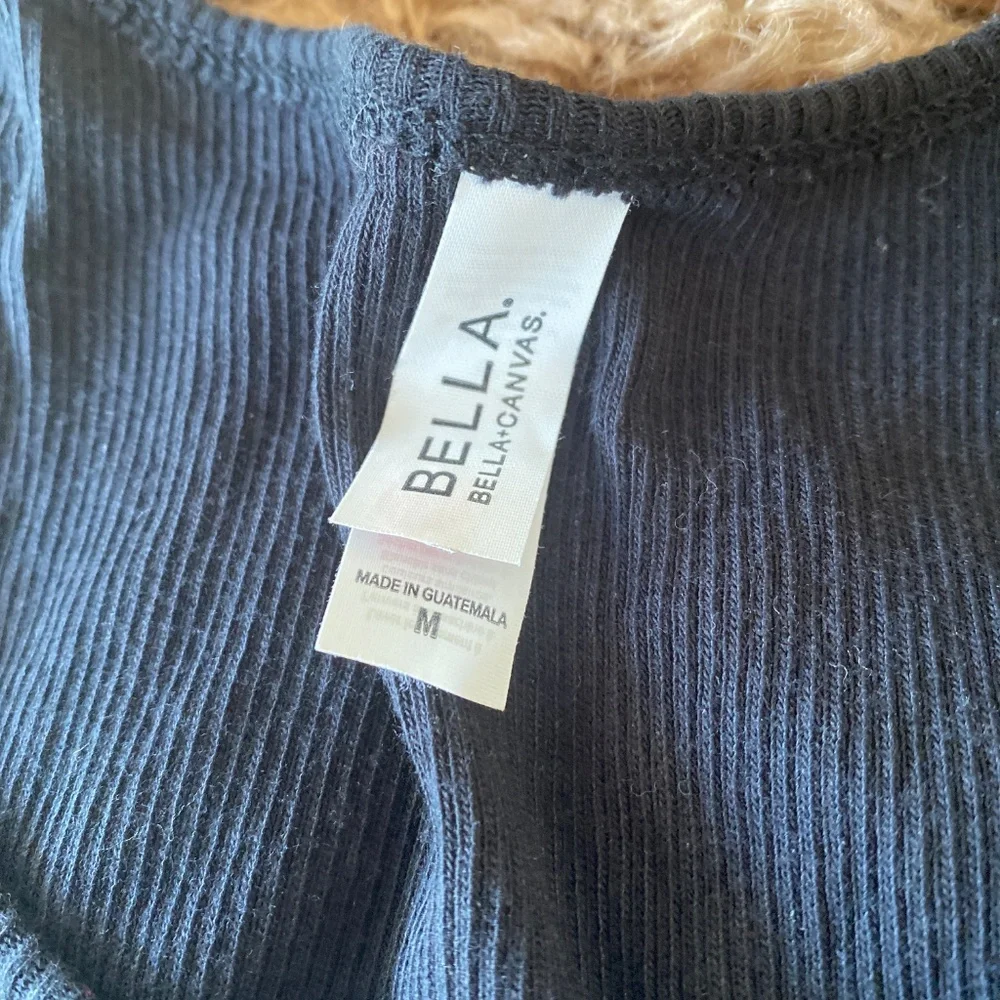 BELLA.
BELLA+CANVAS.
MADE IN GUATEMALA
M